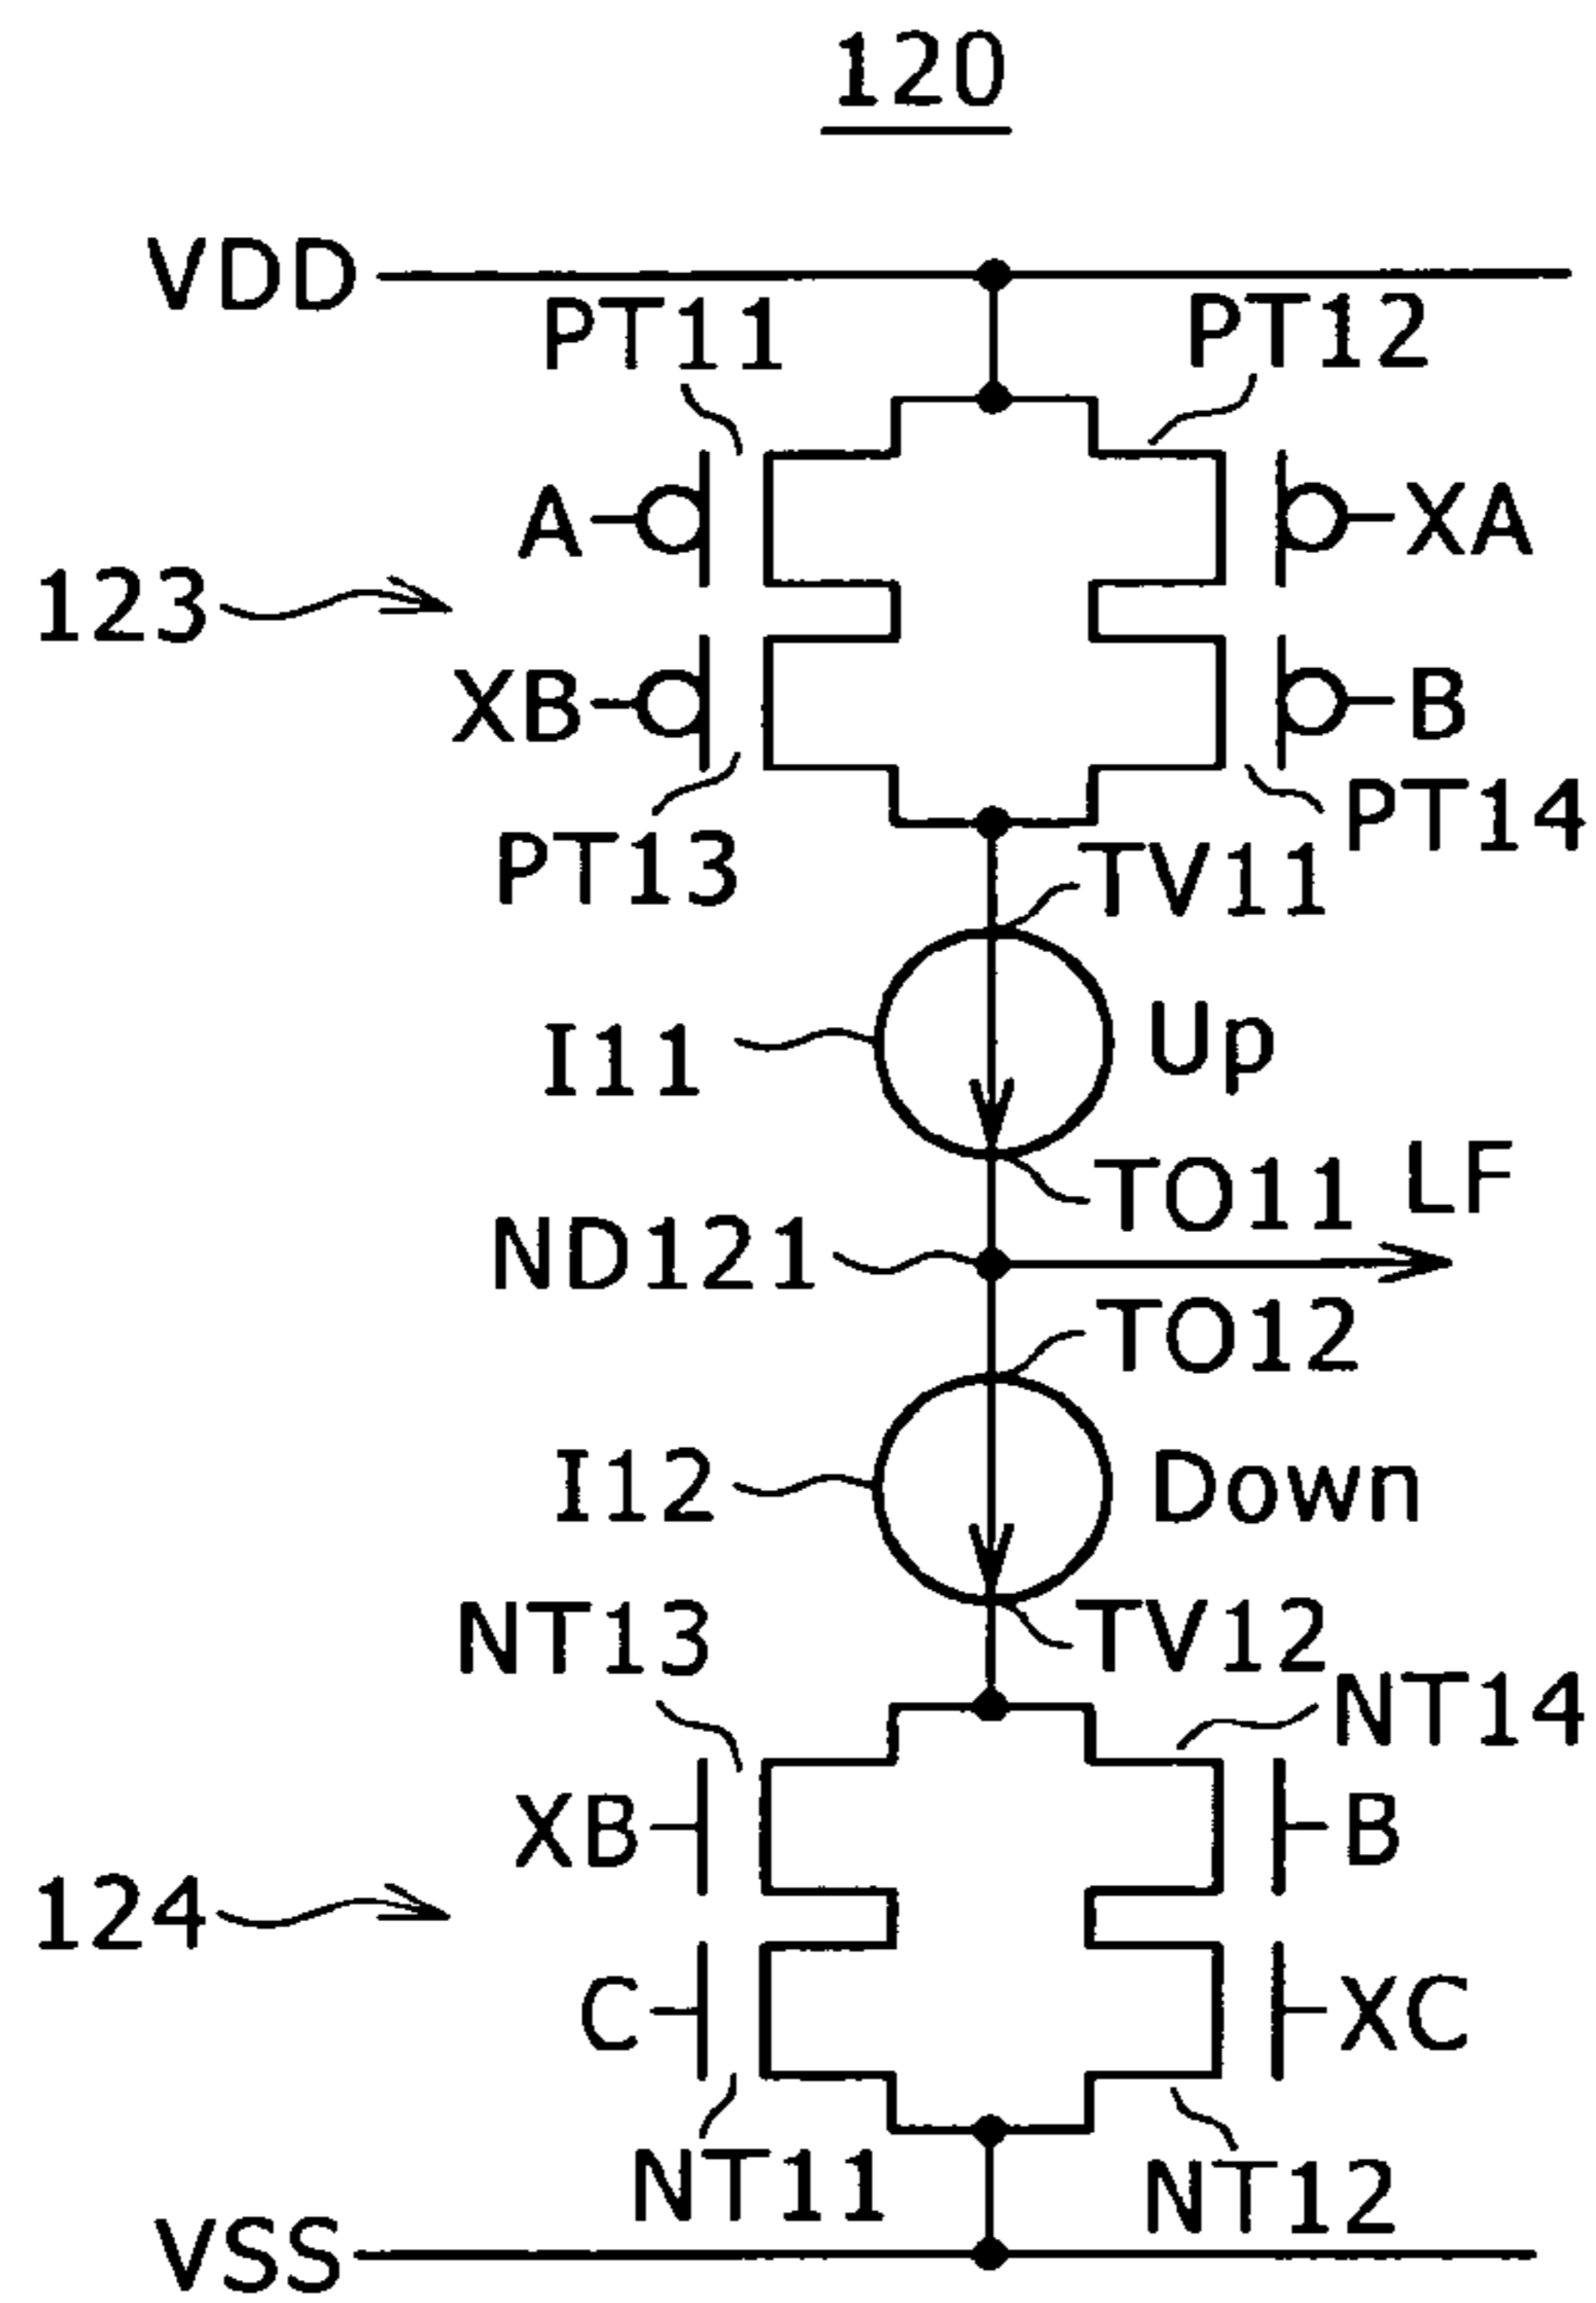 120
VDD
PT11 PT12
A XA
123
XB B
PT13 PT14
TV11
I11 Up
TO11 LF
ND121
TO12
I12 Down
NT13 TV12
NT14
XB B
124
C XC
NT11 NT12
VSS